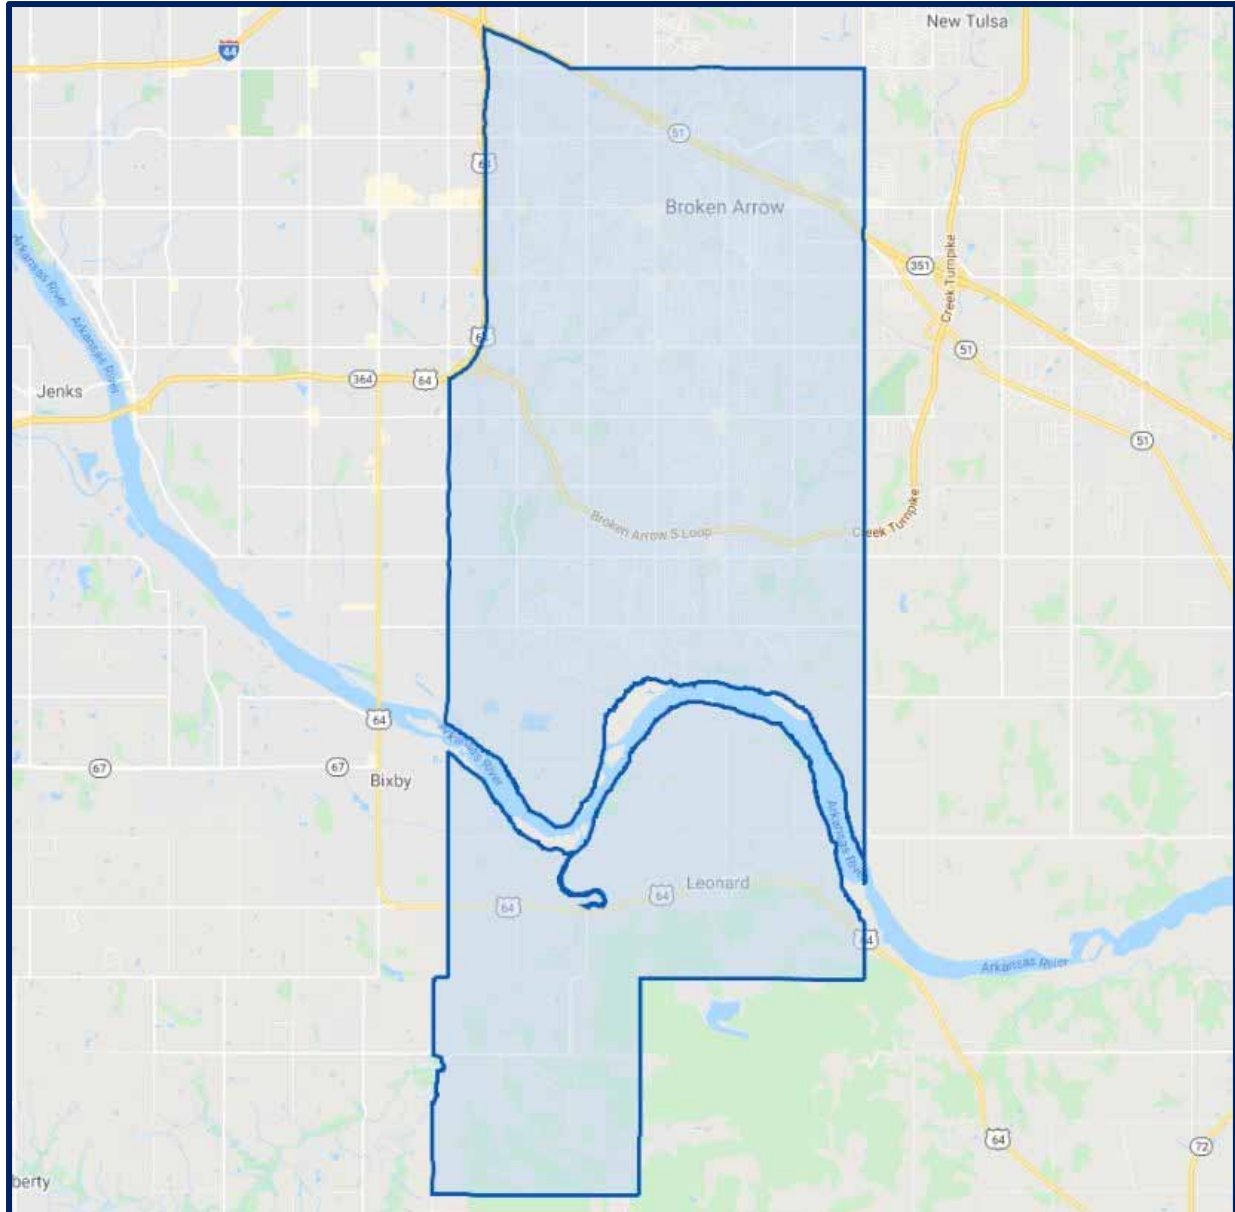 New Tulsa
44
51
64
Broken Arrow
Arkansas River
351
Creek Turnpike
Arkansas River
64
51
364
64
Jenks
51
Broken Arrow S Loop
Creek Turnpike
64
Arkansas River
67
67
Bixby
Arkansas River
Leonard
64
64
64
Arkansas River
64
72
berty